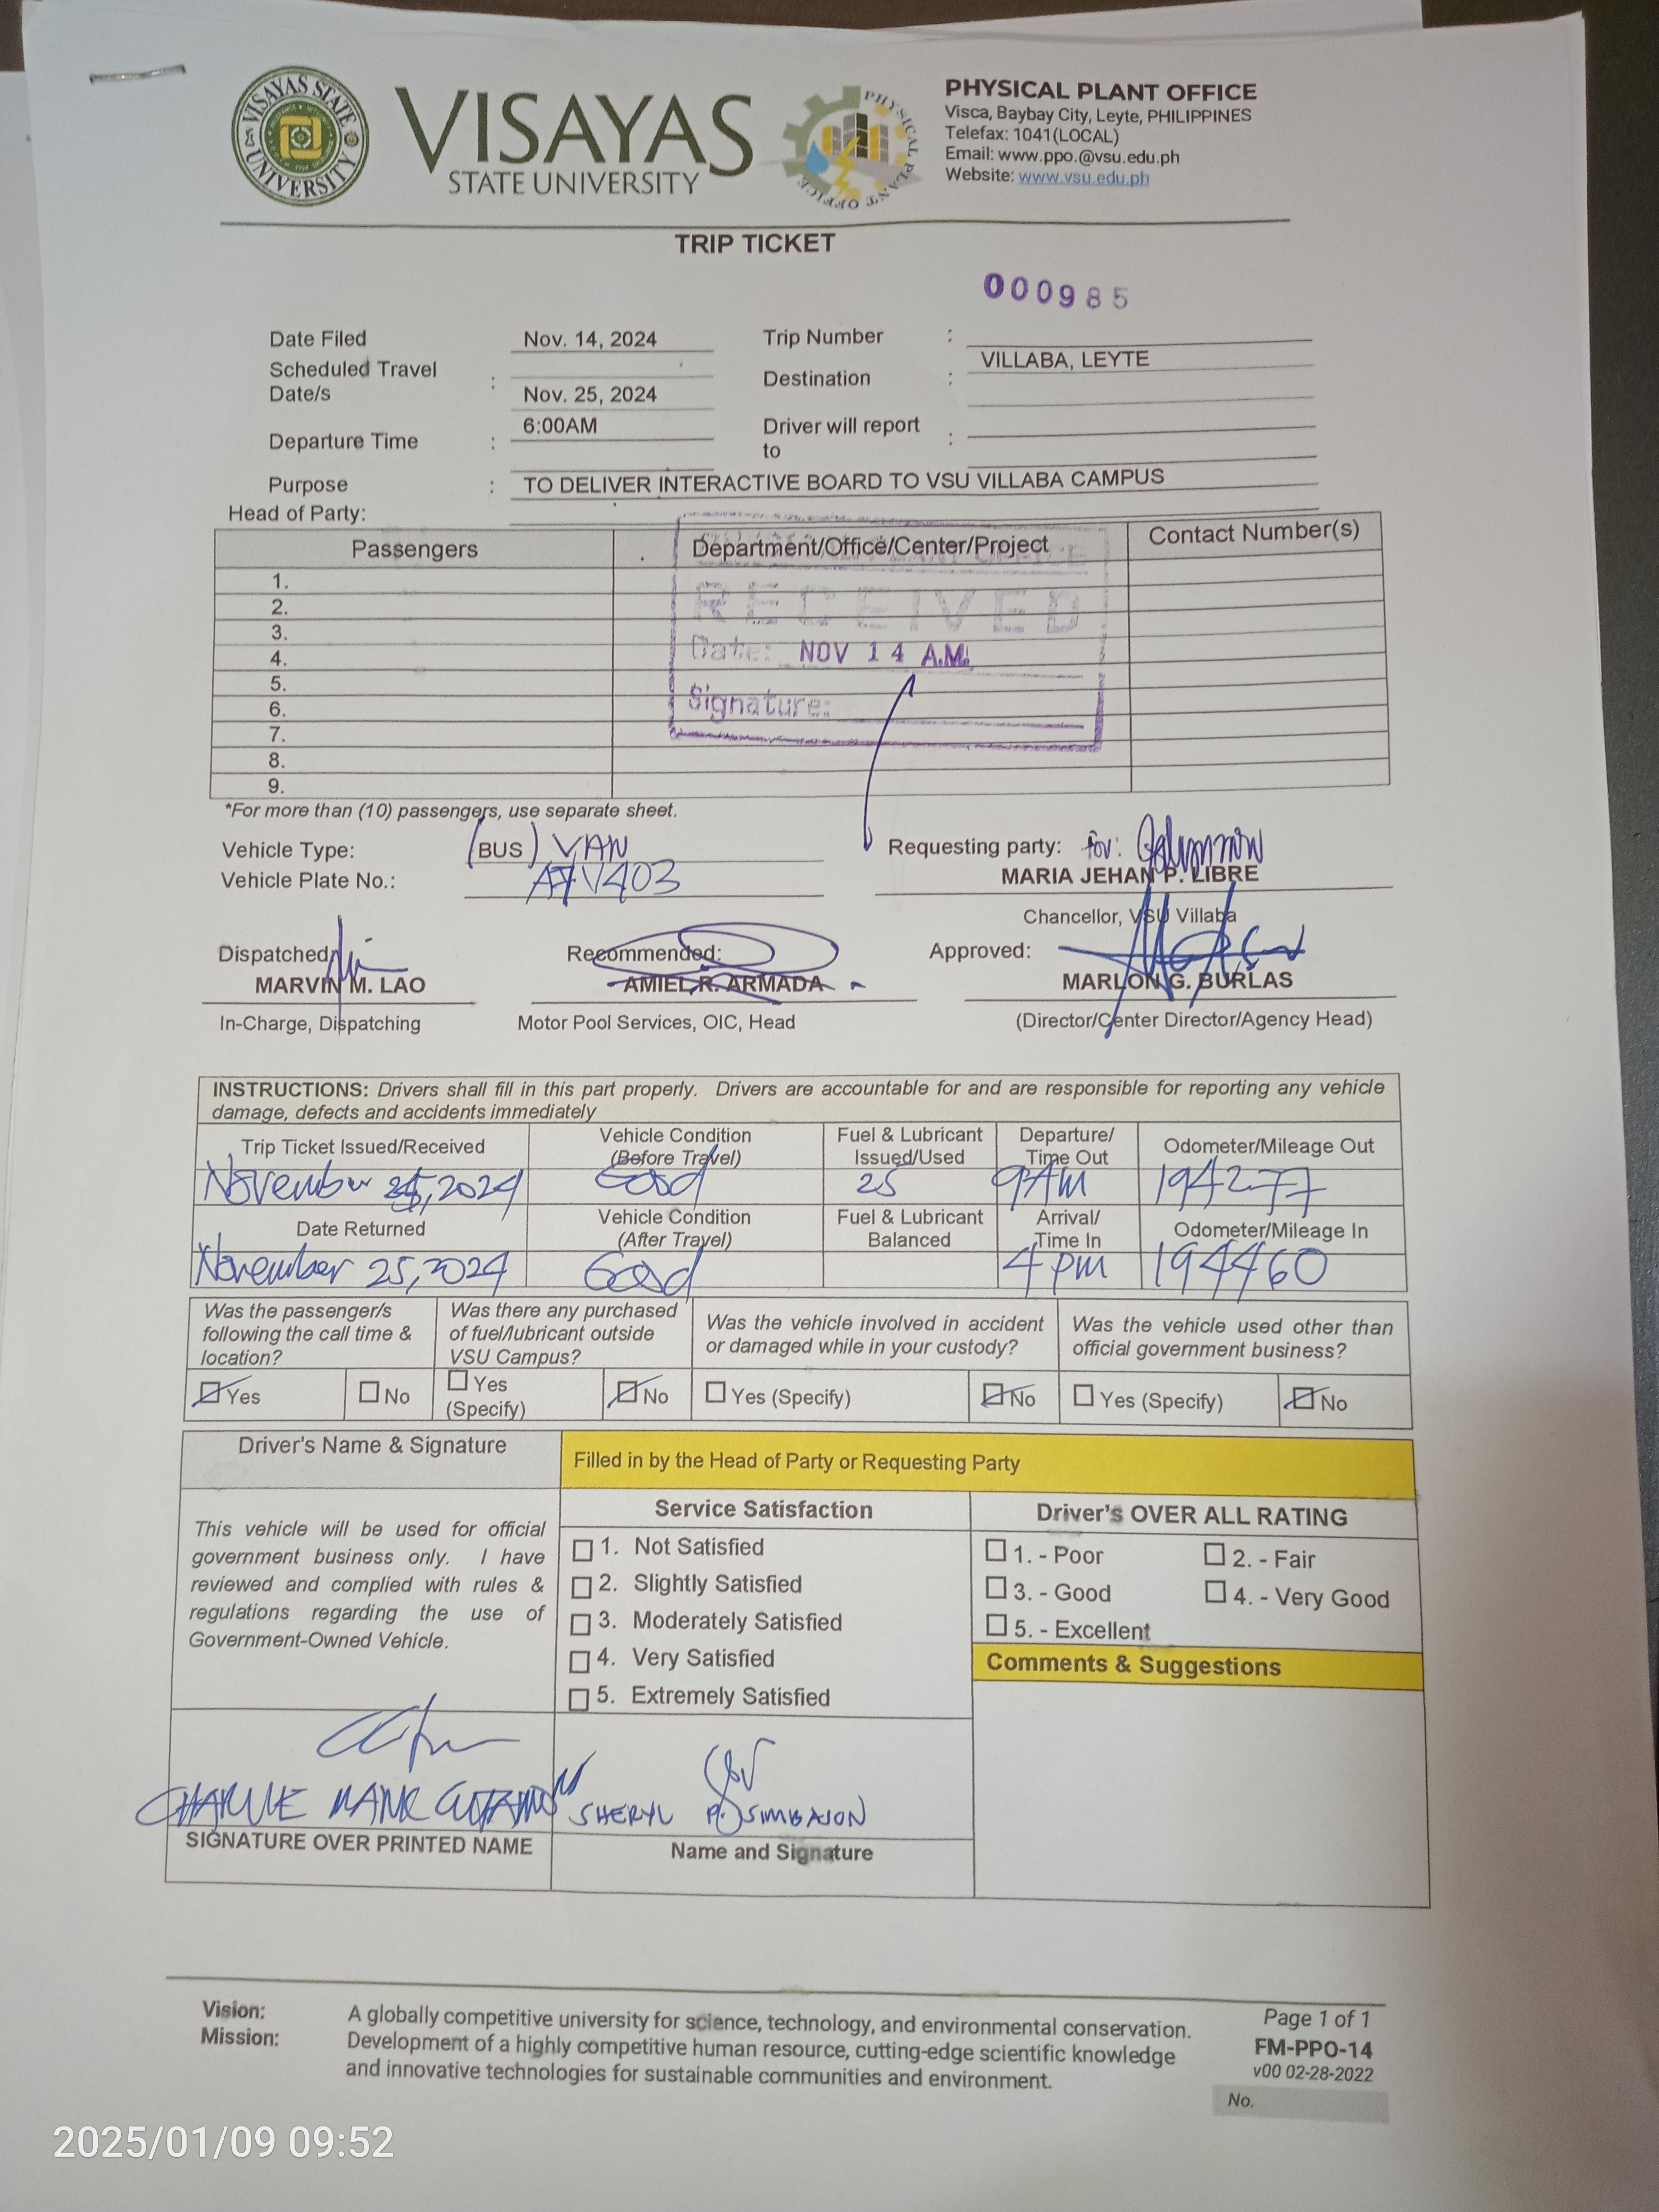 VISAYAS STATE UNIVERSITY
VISAYAS
STATE UNIVERSITY
PHYSICAL PLANT OFFICE
PHYSICAL PLANT OFFICE
Visca, Baybay City, Leyte, PHILIPPINES
Telefax: 1041(LOCAL)
Email: www.ppo.@vsu.edu.ph
Website: www.vsu.edu.ph
TRIP TICKET
000985
Date Filed Nov. 14, 2024 Trip Number :
Scheduled Travel Date/s : Nov. 25, 2024 Destination : VILLABA, LEYTE
Departure Time : 6:00AM Driver will report to :
Purpose : TO DELIVER INTERACTIVE BOARD TO VSU VILLABA CAMPUS
Head of Party:
Passengers Department/Office/Center/Project Contact Number(s)
1.
2.
3.
4.
5.
6.
7.
8.
9.
RECEIVED
Date: NOV 14 A.M.
Signature:
*For more than (10) passengers, use separate sheet.
Vehicle Type: (BUS) VAN
Vehicle Plate No.:
Requesting party: for:
MARIA JEHAN P. LIBRE
Chancellor, VSU Villaba
Dispatched: Recommended: Approved:
MARVIN M. LAO AMIEL R. ARMADA MARLON G. BURLAS
In-Charge, Dispatching Motor Pool Services, OIC, Head (Director/Center Director/Agency Head)
INSTRUCTIONS: Drivers shall fill in this part properly. Drivers are accountable for and are responsible for reporting any vehicle
damage, defects and accidents immediately
Trip Ticket Issued/Received Vehicle Condition (Before Travel) Fuel & Lubricant Issued/Used Departure/ Time Out Odometer/Mileage Out
November 25, 2024 Good 25 9AM 194277
Date Returned Vehicle Condition (After Travel) Fuel & Lubricant Balanced Arrival/ Time In Odometer/Mileage In
November 25, 2024 Good 4pm 194460
Was the passenger/s following the call time & location? Was there any purchased of fuel/lubricant outside VSU Campus? Was the vehicle involved in accident or damaged while in your custody? Was the vehicle used other than official government business?
Yes No Yes (Specify) No Yes (Specify) No Yes (Specify) No
Driver's Name & Signature
Filled in by the Head of Party or Requesting Party
This vehicle will be used for official
government business only. I have
reviewed and complied with rules &
regulations regarding the use of
Government-Owned Vehicle.
Service Satisfaction
1. Not Satisfied
2. Slightly Satisfied
3. Moderately Satisfied
4. Very Satisfied
5. Extremely Satisfied
Driver's OVER ALL RATING
1. - Poor 2. - Fair
3. - Good 4. - Very Good
5. - Excellent
Comments & Suggestions
SHERYL P.
SIGNATURE OVER PRINTED NAME
Name and Signature
Vision: A globally competitive university for science, technology, and environmental conservation.
Mission: Development of a highly competitive human resource, cutting-edge scientific knowledge
and innovative technologies for sustainable communities and environment.
Page 1 of 1
FM-PPO-14
v00 02-28-2022
No.
2025/01/09 09:52